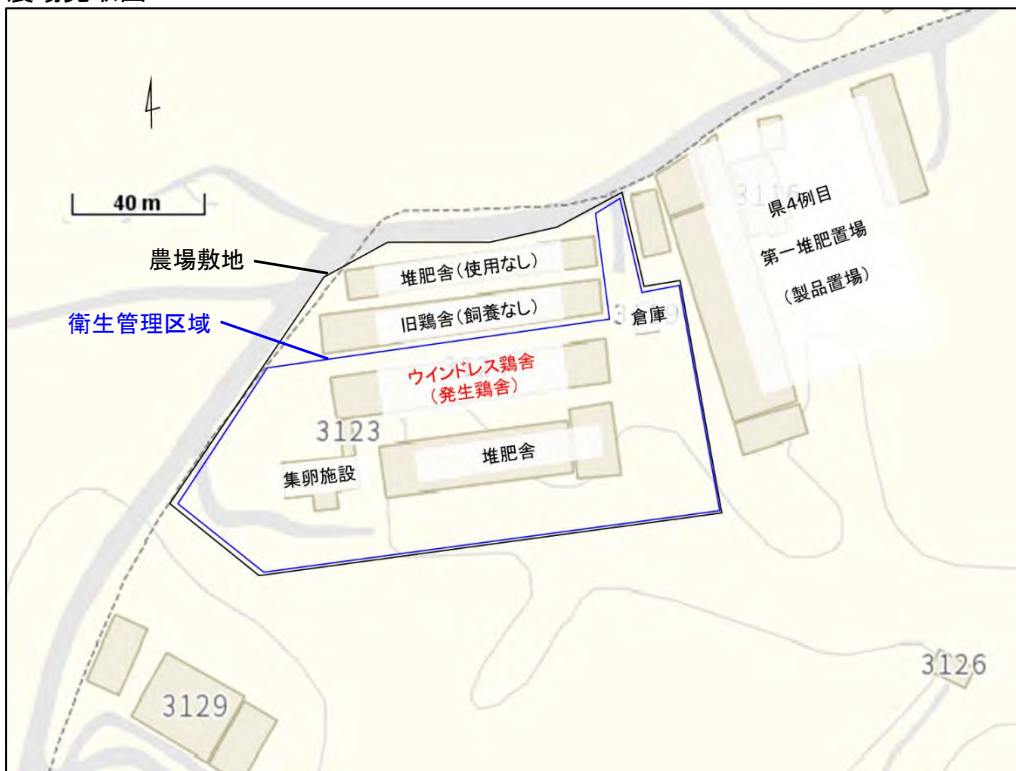 40 m
農場敷地
衛生管理区域
堆肥舎(使用なし)
旧鶏舎(飼養なし)
倉庫
ウインドレス鶏舎
(発生鶏舎)
3123
集卵施設
堆肥舎
県4例目
第一堆肥置場
(製品置場)
3126
3129